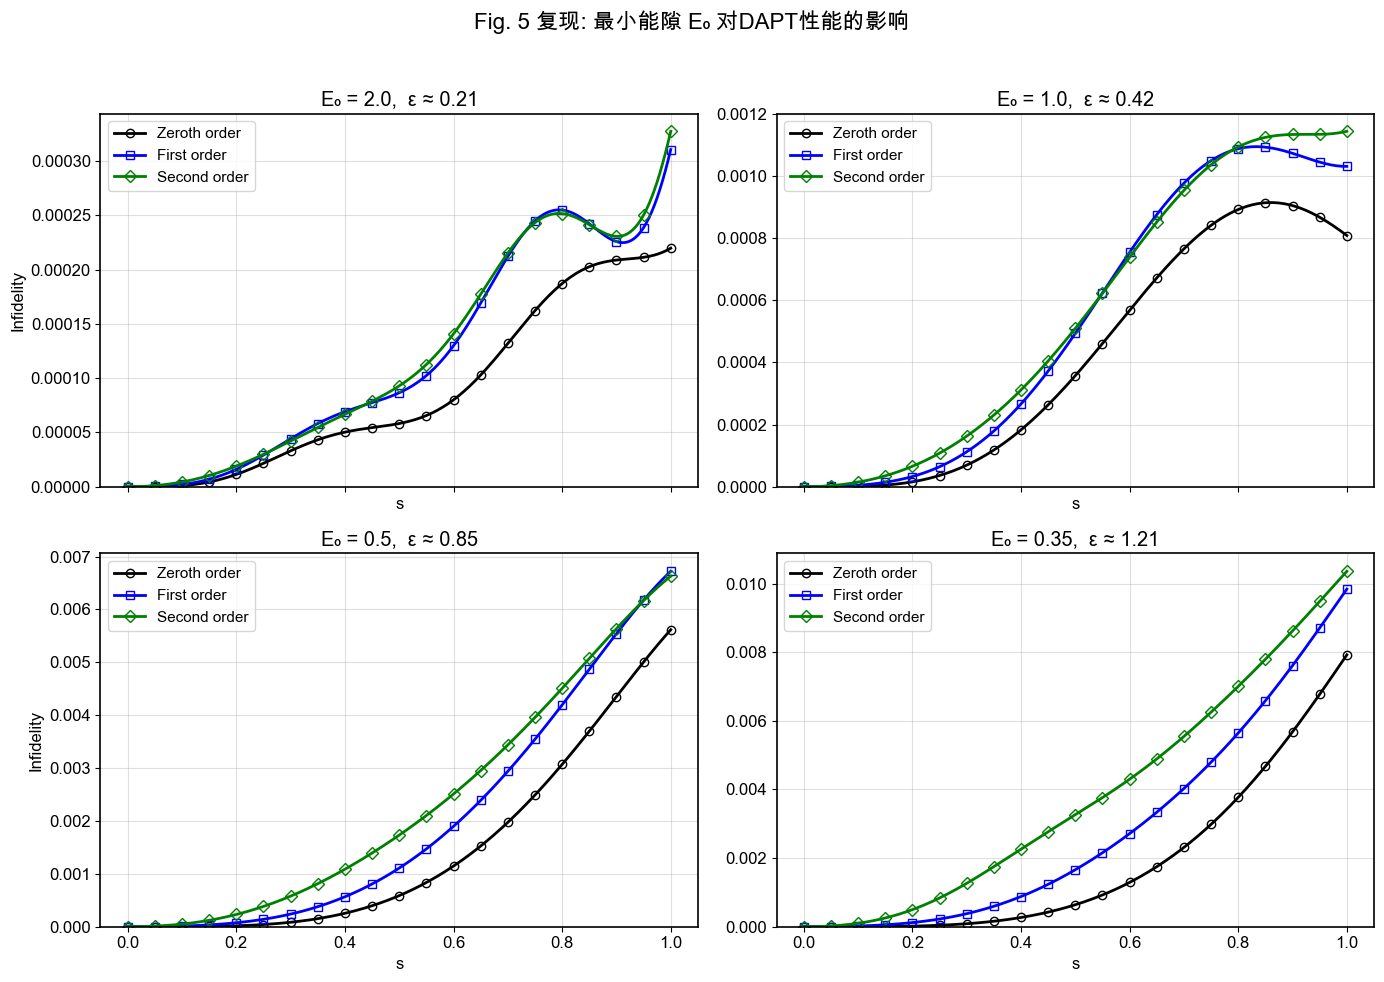 Fig. 5 复现: 最小能隙 E₀ 对DAPT性能的影响
E₀ = 2.0,  ε ≈ 0.21
Zeroth order
First order
Second order
0.00030
0.00025
0.00020
0.00015
0.00010
0.00005
0.00000
Infidelity
s
E₀ = 1.0,  ε ≈ 0.42
Zeroth order
First order
Second order
0.0012
0.0010
0.0008
0.0006
0.0004
0.0002
0.0000
s
E₀ = 0.5,  ε ≈ 0.85
Zeroth order
First order
Second order
0.007
0.006
0.005
0.004
0.003
0.002
0.001
0.000
Infidelity
0.0 0.2 0.4 0.6 0.8 1.0
s
E₀ = 0.35,  ε ≈ 1.21
Zeroth order
First order
Second order
0.010
0.008
0.006
0.004
0.002
0.000
0.0 0.2 0.4 0.6 0.8 1.0
s